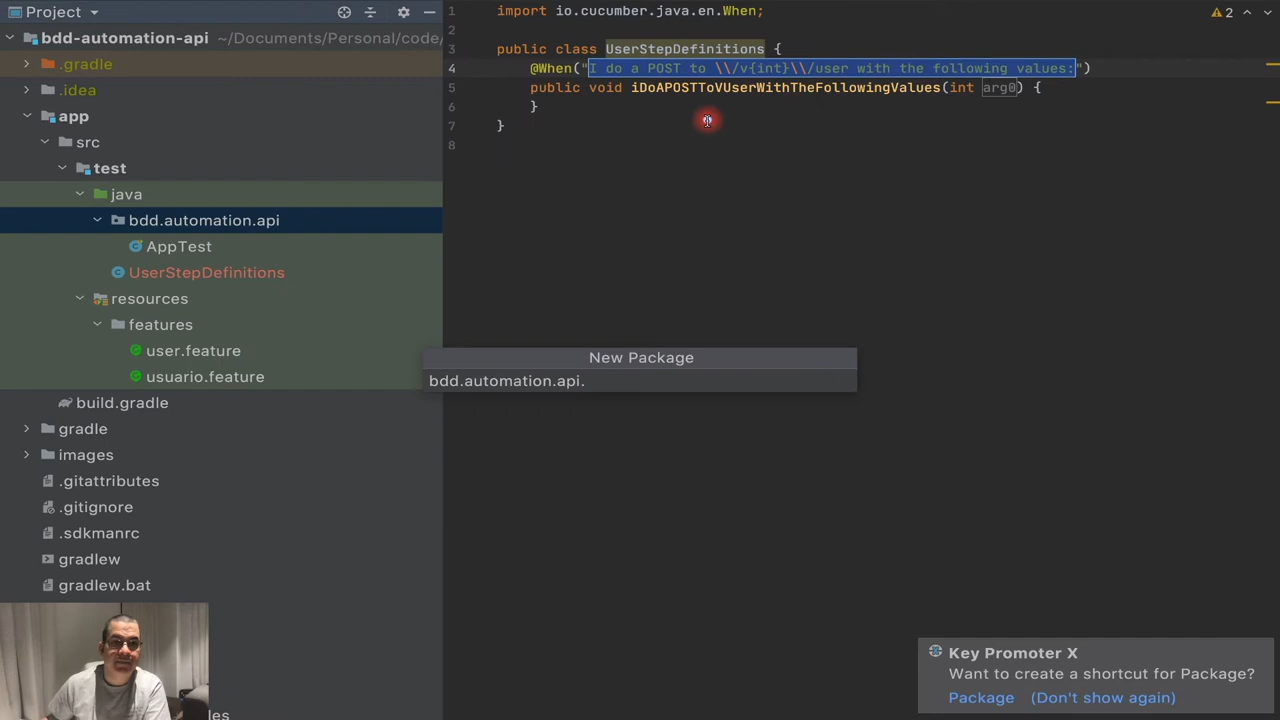 Project
bdd-automation-api ~/Documents/Personal/code/
.gradle
.idea
app
src
test
java
bdd.automation.api
AppTest
UserStepDefinitions
resources
features
user.feature
usuario.feature
build.gradle
gradle
images
.gitattributes
.gitignore
.sdkmanrc
gradlew
gradlew.bat
les
1 import io.cucumber.java.en.When;
2
3 public class UserStepDefinitions {
4 @When("I do a POST to \\/v{int}\\/user with the following values:")
5 public void iDoAPOSTToVUserWithTheFollowingValues(int arg0) {
6 }
7 }
8
2
New Package
bdd.automation.api.
Key Promoter X
Want to create a shortcut for Package?
Package (Don't show again)